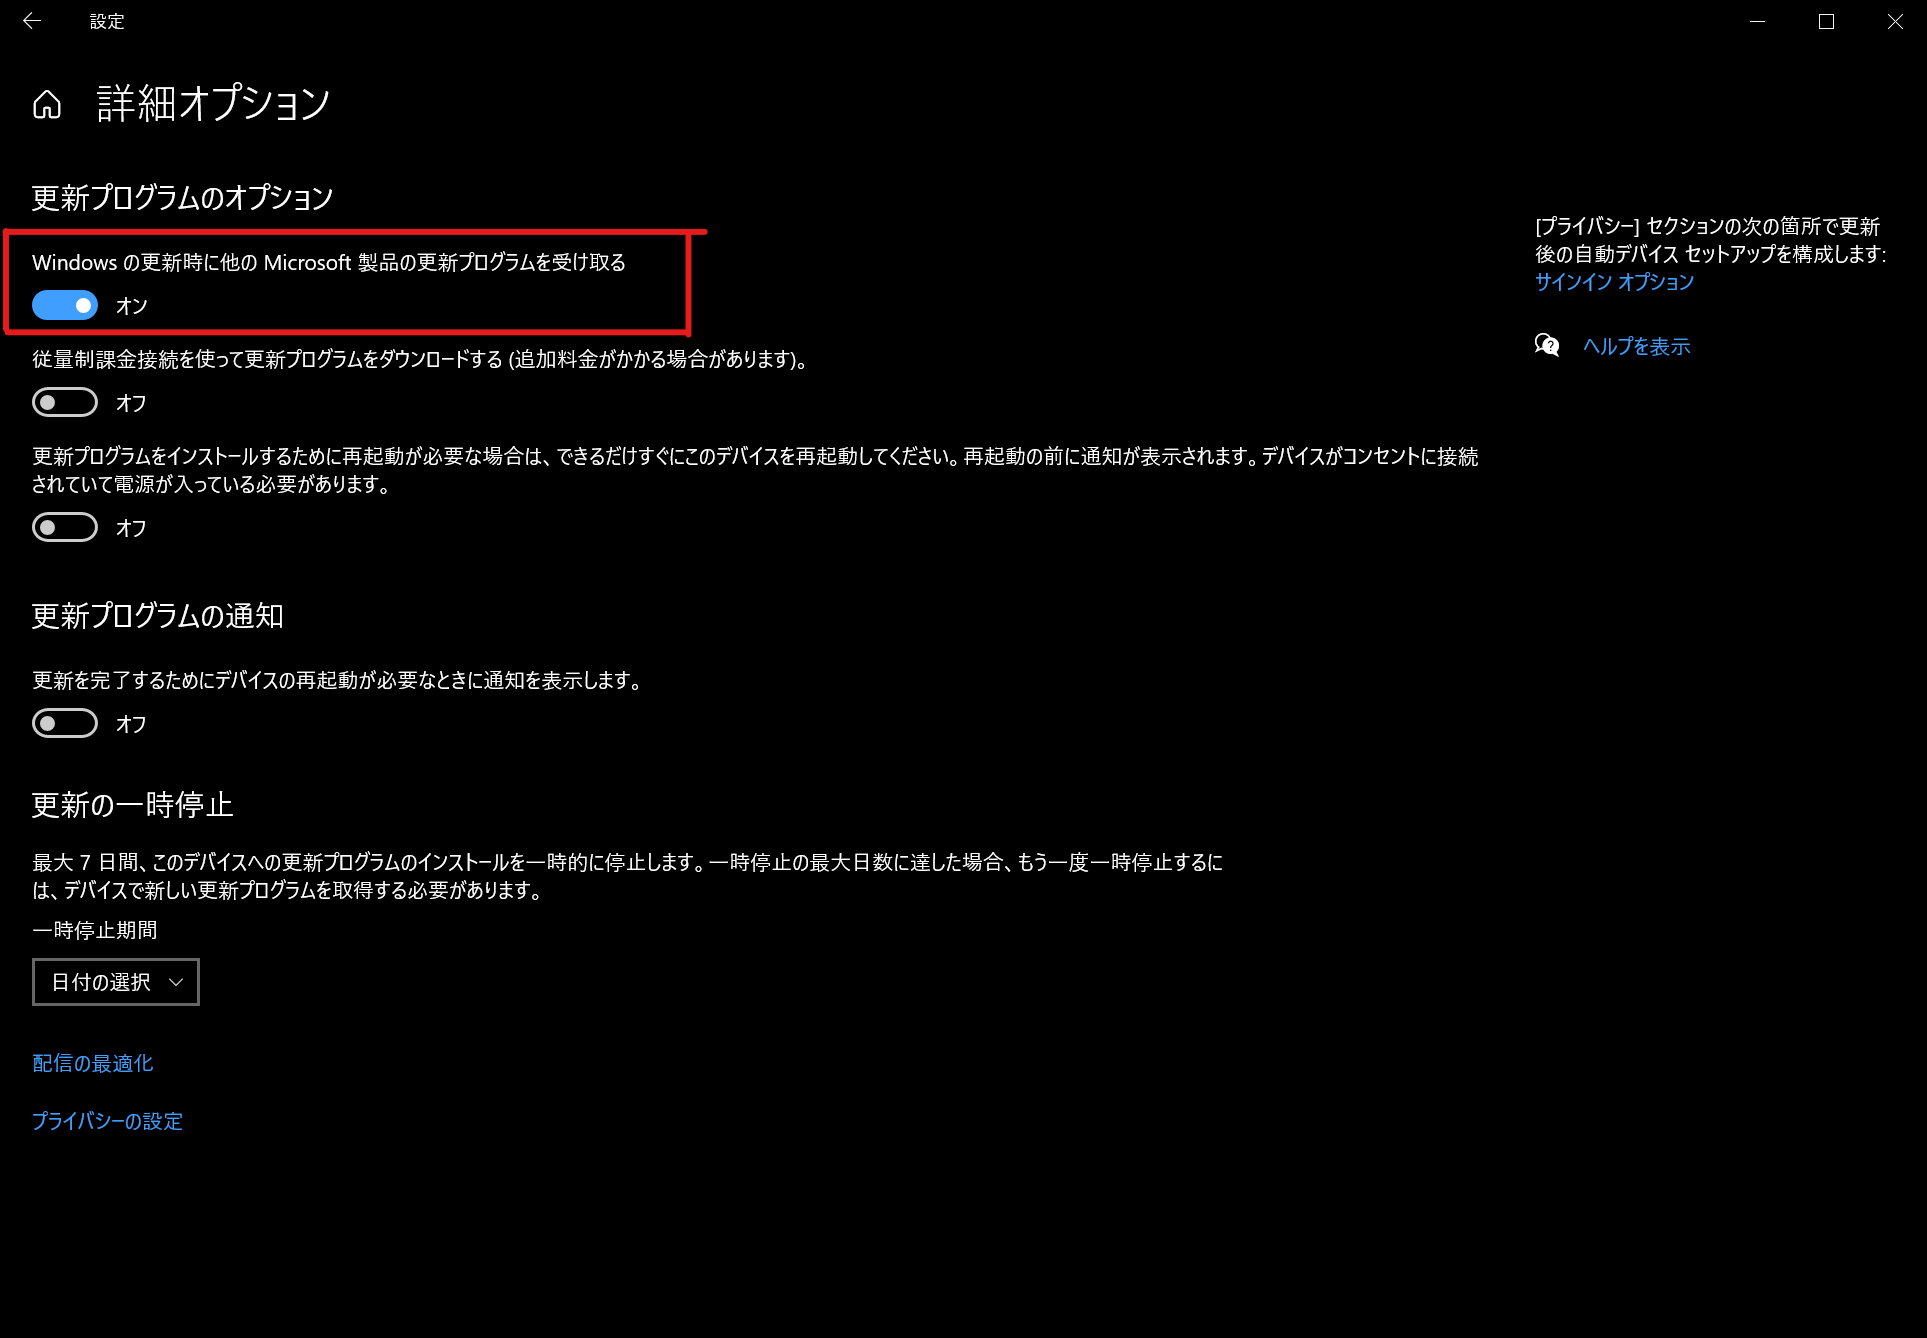 設定
詳細オプション
更新プログラムのオプション
Windows の更新時に他の Microsoft 製品の更新プログラムを受け取る
オン
従量制課金接続を使って更新プログラムをダウンロードする (追加料金がかかる場合があります)。
オフ
更新プログラムをインストールするために再起動が必要な場合は、できるだけすぐにこのデバイスを再起動してください。再起動の前に通知が表示されます。デバイスがコンセントに接続
されていて電源が入っている必要があります。
オフ
更新プログラムの通知
更新を完了するためにデバイスの再起動が必要なときに通知を表示します。
オフ
更新の一時停止
最大 7 日間、このデバイスへの更新プログラムのインストールを一時的に停止します。一時停止の最大日数に達した場合、もう一度一時停止するに
は、デバイスで新しい更新プログラムを取得する必要があります。
一時停止期間
日付の選択
配信の最適化
プライバシーの設定
[プライバシー] セクションの次の箇所で更新
後の自動デバイス セットアップを構成します:
サインイン オプション
ヘルプを表示